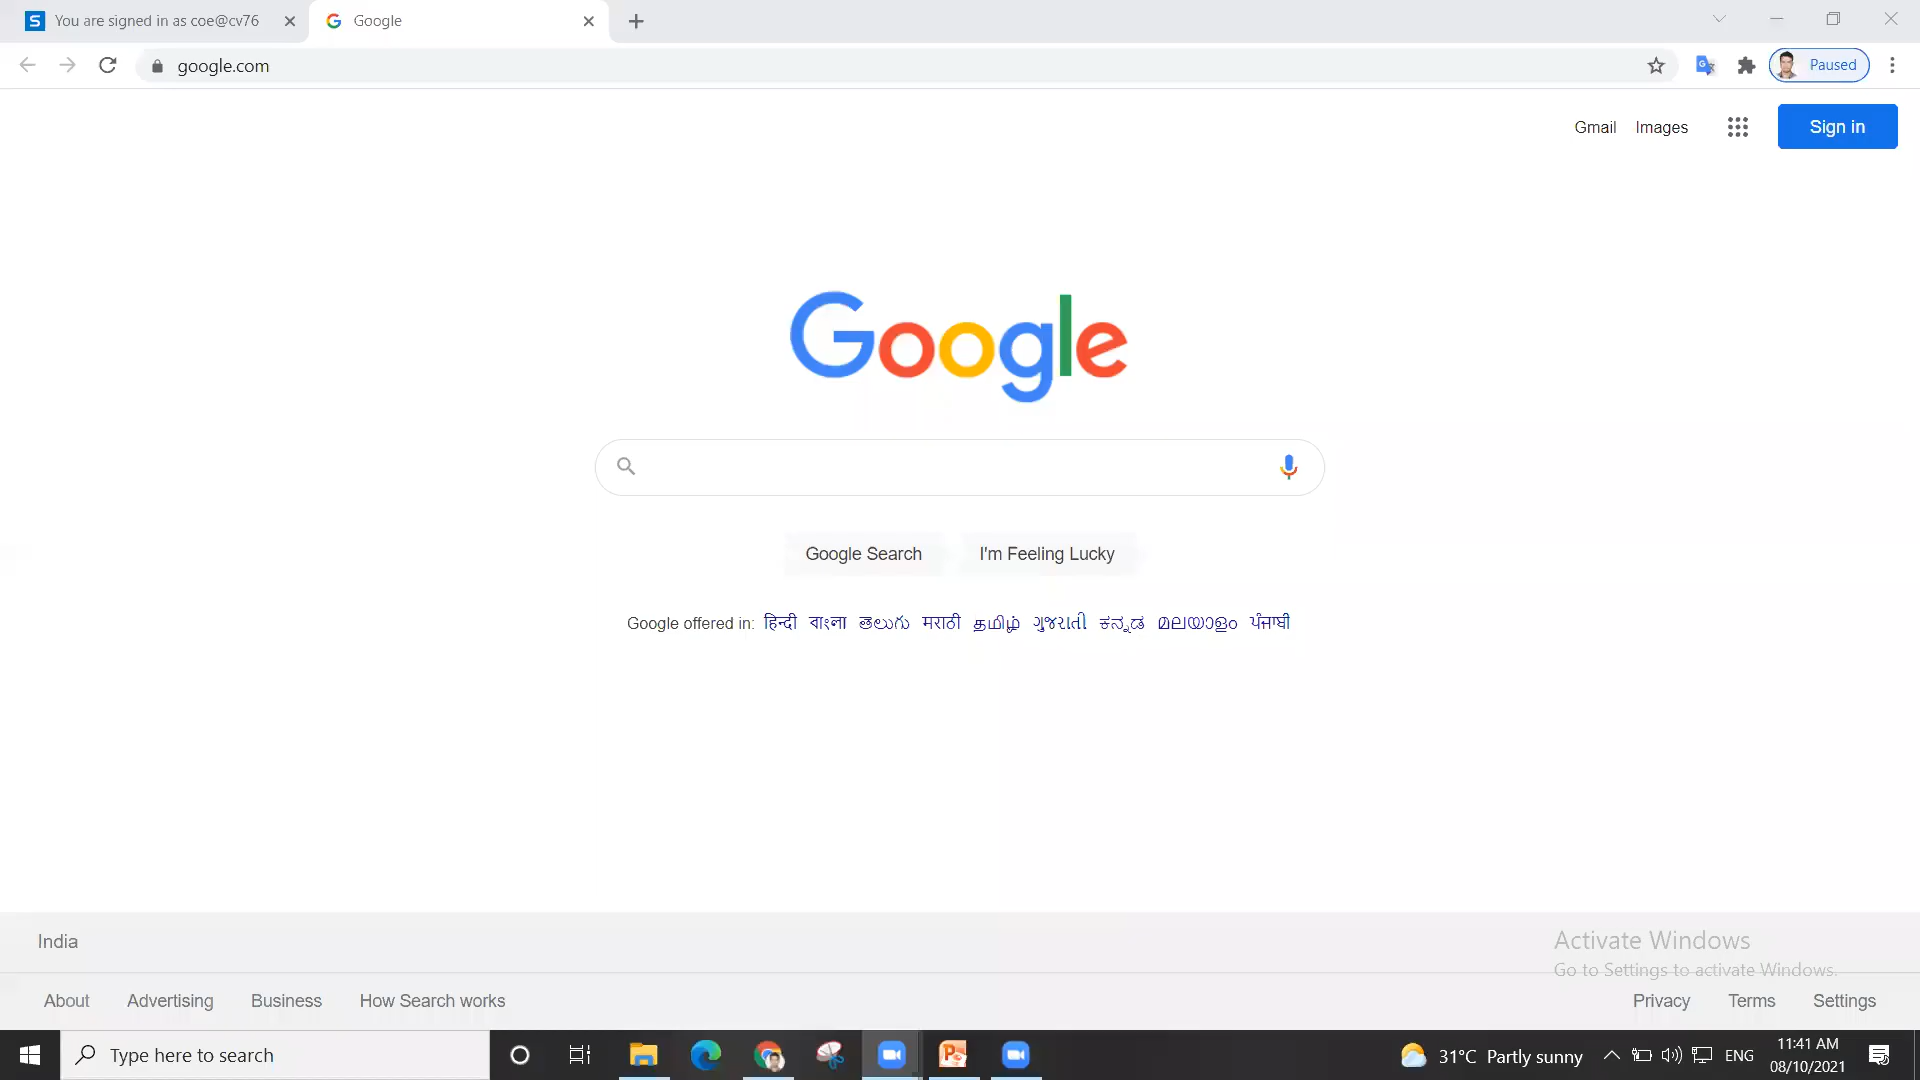 You are signed in as coe@cv76
Google
google.com
Paused
Gmail Images Sign in
Google
Google Search I'm Feeling Lucky
Google offered in: हिन्दी বাংলা తెలుగు मराठी தமிழ் ગુજરાતી ಕನ್ನಡ മലയാളം ਪੰਜਾਬੀ
India
Activate Windows
Go to Settings to activate Windows.
About Advertising Business How Search works Privacy Terms Settings
Type here to search
31°C Partly sunny
ENG
11:41 AM
08/10/2021